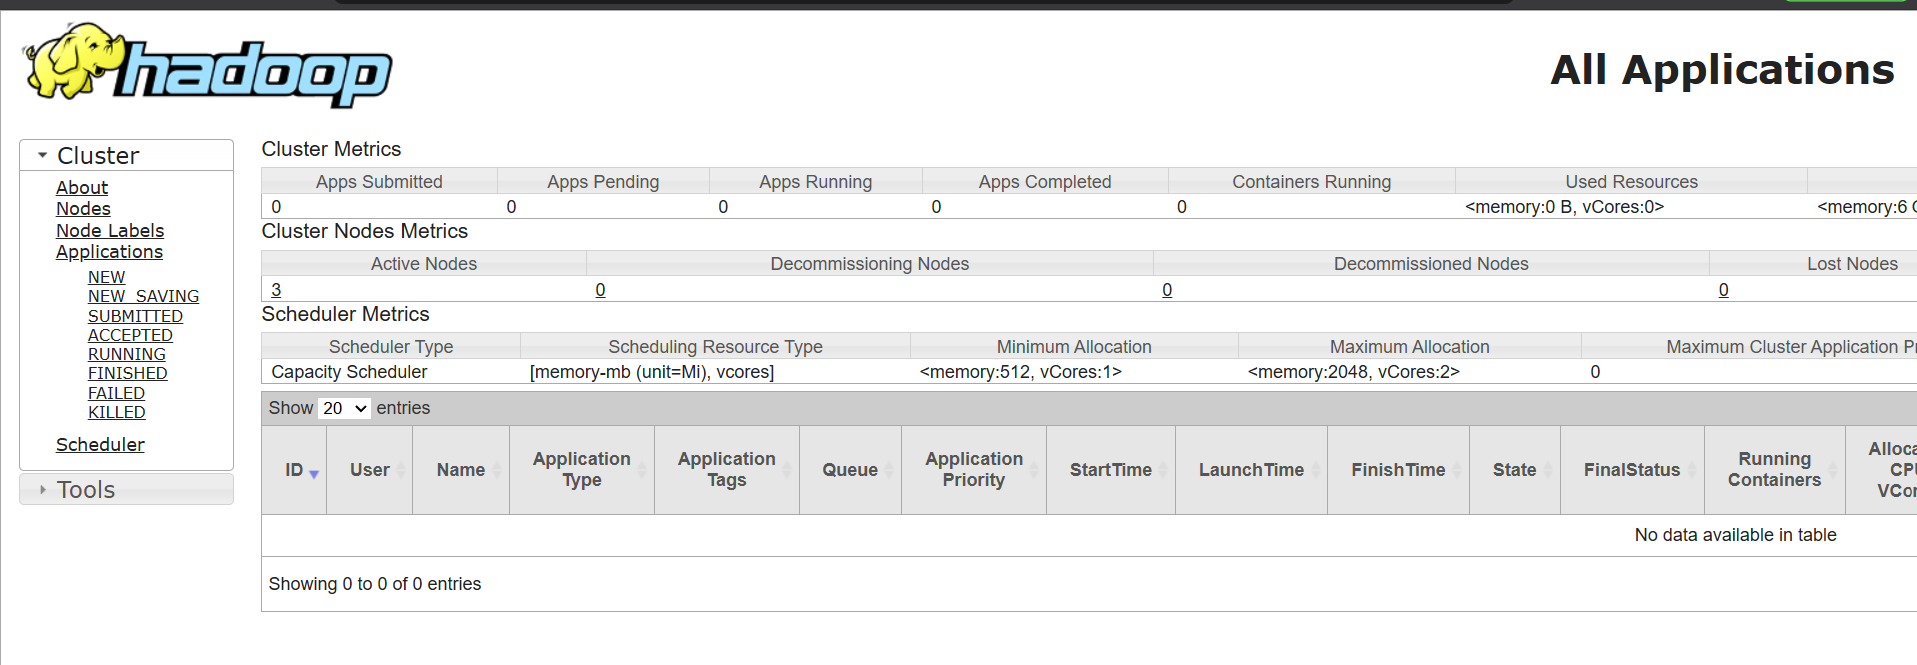 hadoop
All Applications
Cluster
About
Nodes
Node Labels
Applications
NEW
NEW_SAVING
SUBMITTED
ACCEPTED
RUNNING
FINISHED
FAILED
KILLED
Scheduler
Tools
Cluster Metrics
Apps Submitted Apps Pending Apps Running Apps Completed Containers Running Used Resources
0 0 0 0 0 <memory:0 B, vCores:0> <memory:6
Cluster Nodes Metrics
Active Nodes Decommissioning Nodes Decommissioned Nodes Lost Nodes
3 0 0 0
Scheduler Metrics
Scheduler Type Scheduling Resource Type Minimum Allocation Maximum Allocation Maximum Cluster Application
Capacity Scheduler [memory-mb (unit=Mi), vcores] <memory:512, vCores:1> <memory:2048, vCores:2> 0
Show 20 entries
ID User Name Application Type Application Tags Queue Application Priority StartTime LaunchTime FinishTime State FinalStatus Running Containers
No data available in table
Showing 0 to 0 of 0 entries